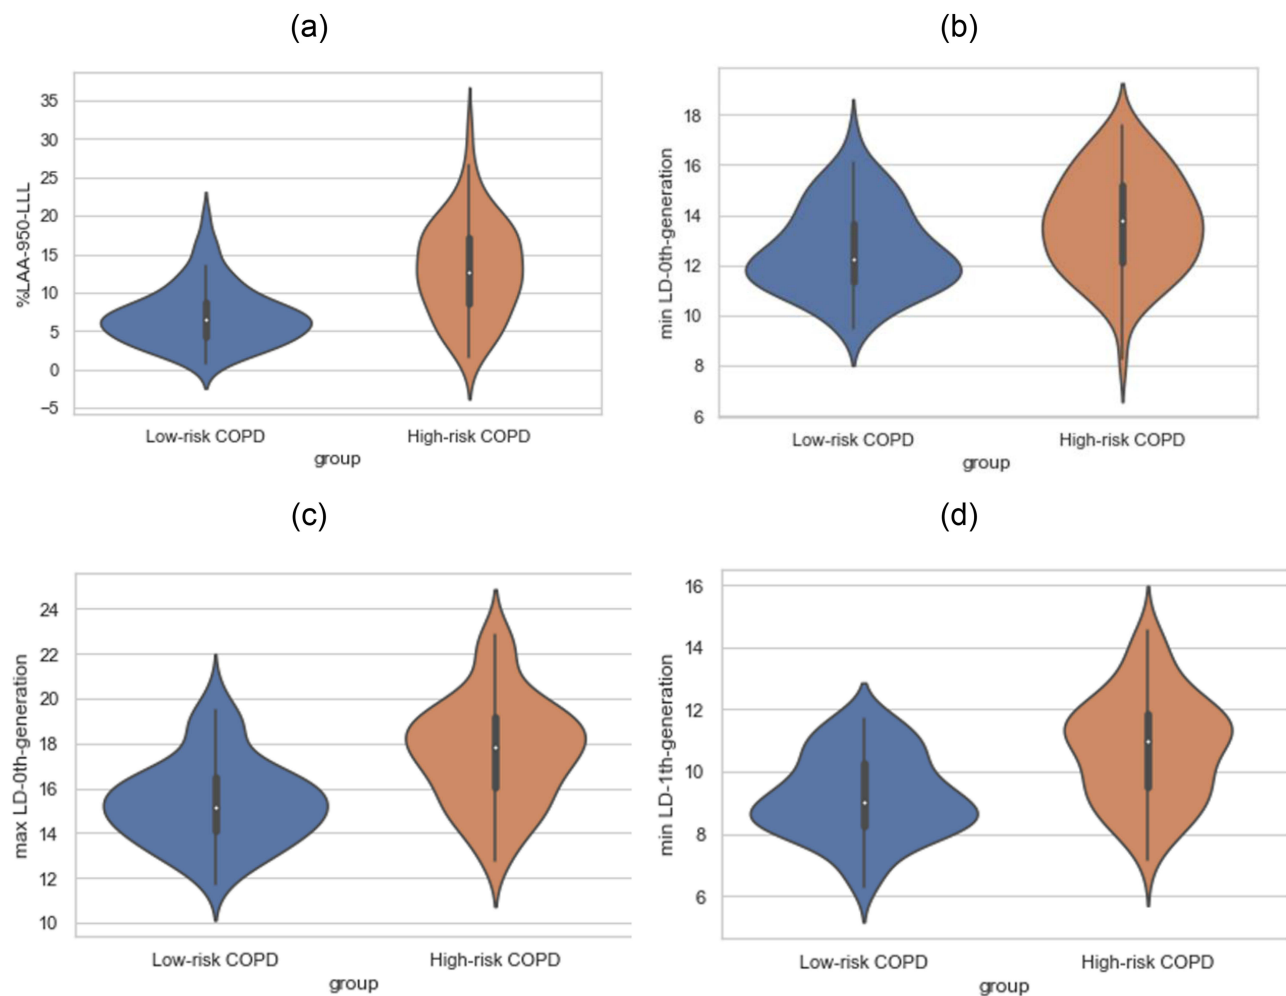 (a)
35
30
25
20
15
10
5
0
−5
%LAA-950-LLL
Low-risk COPD High-risk COPD
group
(b)
18
16
14
12
10
8
6
min LD-0th-generation
Low-risk COPD High-risk COPD
group
(c)
24
22
20
18
16
14
12
10
max LD-0th-generation
Low-risk COPD High-risk COPD
group
(d)
16
14
12
10
8
6
min LD-1th-generation
Low-risk COPD High-risk COPD
group